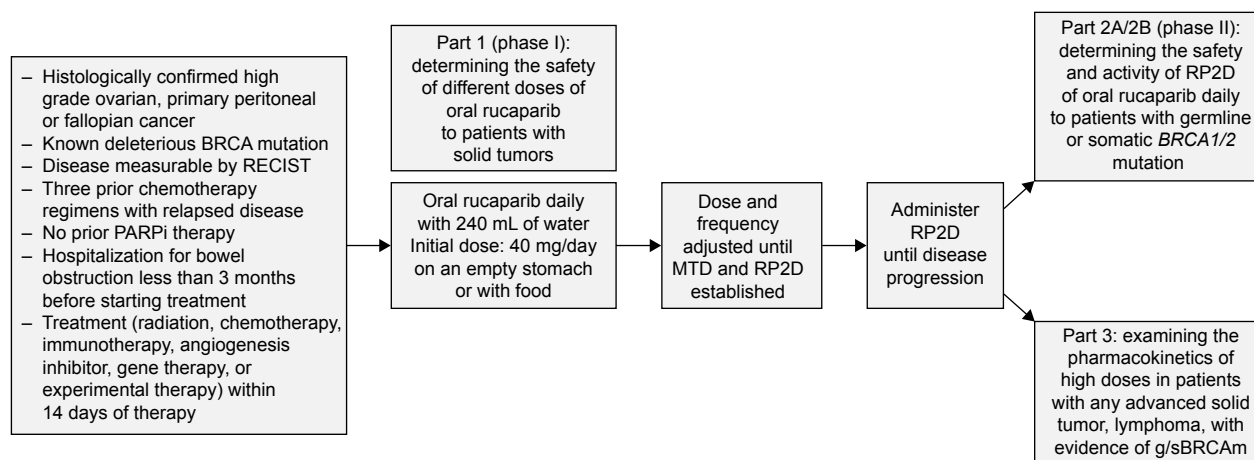 – Histologically confirmed high
grade ovarian, primary peritoneal
or fallopian cancer
– Known deleterious BRCA mutation
– Disease measurable by RECIST
– Three prior chemotherapy
regimens with relapsed disease
– No prior PARPi therapy
– Hospitalization for bowel
obstruction less than 3 months
before starting treatment
– Treatment (radiation, chemotherapy,
immunotherapy, angiogenesis
inhibitor, gene therapy, or
experimental therapy) within
14 days of therapy
Part 1 (phase I):
determining the safety
of different doses of
oral rucaparib
to patients with
solid tumors
Oral rucaparib daily
with 240 mL of water
Initial dose: 40 mg/day
on an empty stomach
or with food
Dose and
frequency
adjusted until
MTD and RP2D
established
Administer
RP2D
until disease
progression
Part 2A/2B (phase II):
determining the safety
and activity of RP2D
of oral rucaparib daily
to patients with germline
or somatic BRCA1/2
mutation
Part 3: examining the
pharmacokinetics of
high doses in patients
with any advanced solid
tumor, lymphoma, with
evidence of g/sBRCAm